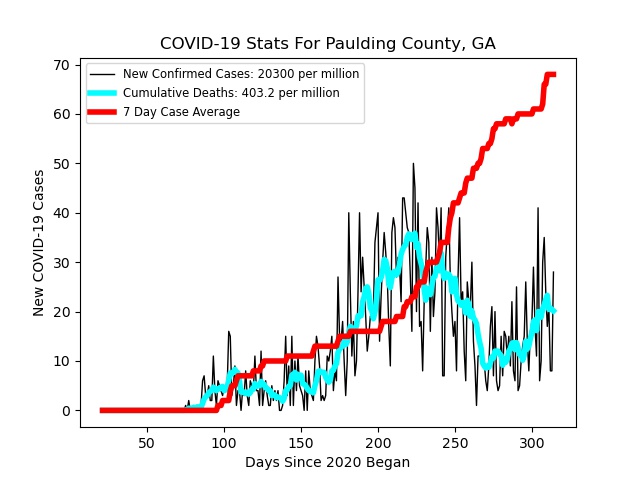 COVID-19 Stats For Paulding County, GA
New Confirmed Cases: 20300 per million
Cumulative Deaths: 403.2 per million
7 Day Case Average
New COVID-19 Cases
70
60
50
40
30
20
10
0
50 100 150 200 250 300
Days Since 2020 Began